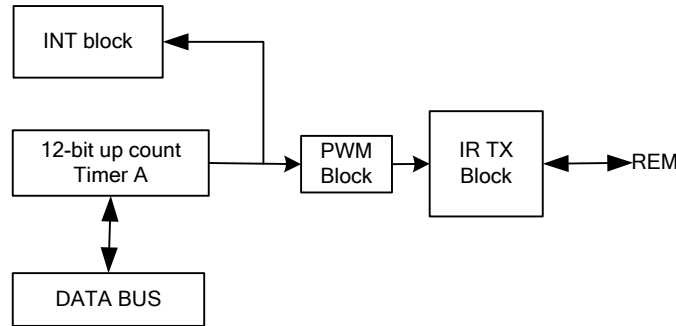 INT block
12-bit up count
Timer A
PWM
Block
IR TX
Block
REM
DATA BUS